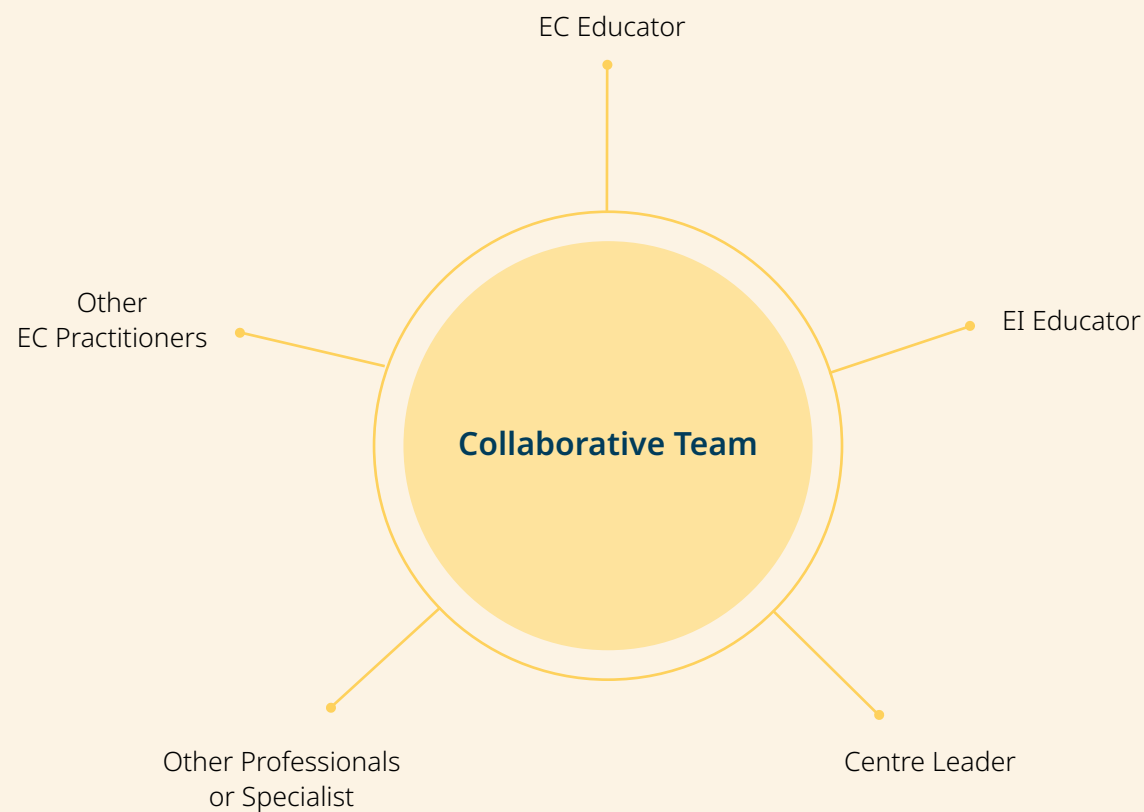 EC Educator
Other
EC Practitioners
EI Educator
Collaborative Team
Other Professionals
or Specialist
Centre Leader